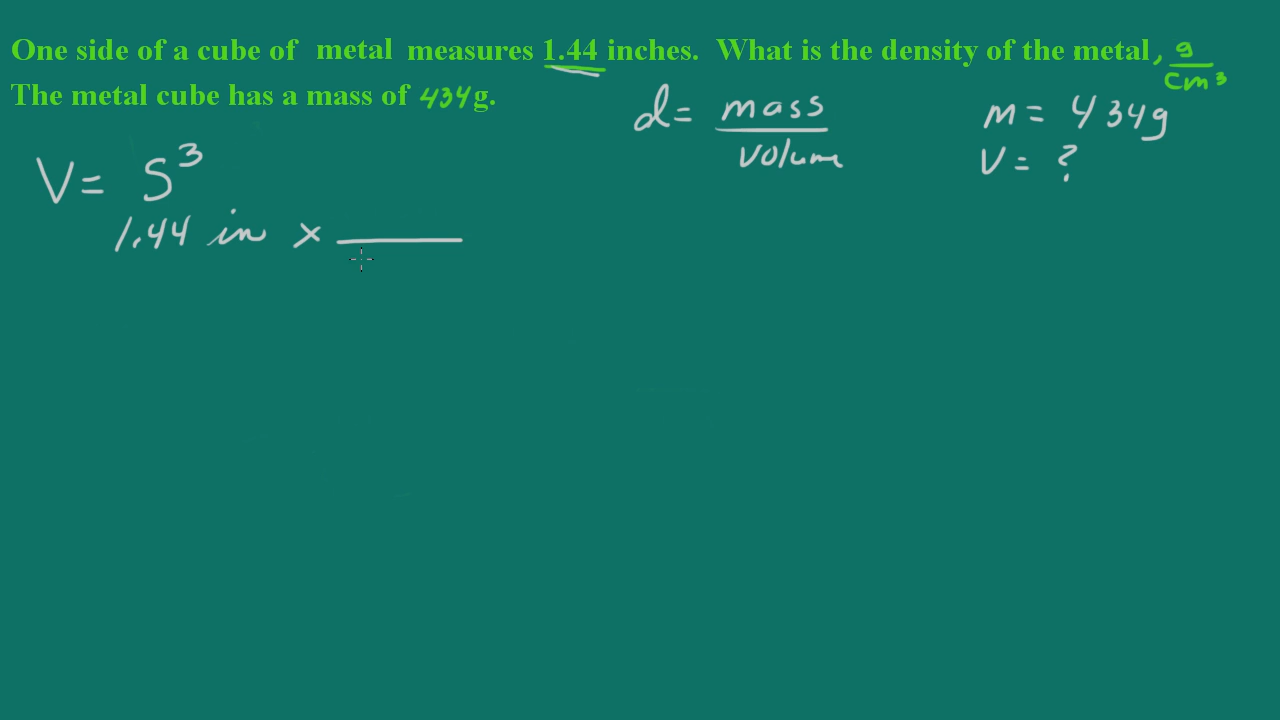 One side of a cube of metal measures 1.44 inches. What is the density of the metal, g/cm³
The metal cube has a mass of 434g.
d = mass/volume
m = 434g
V = ?
V = S³
1.44 in ×